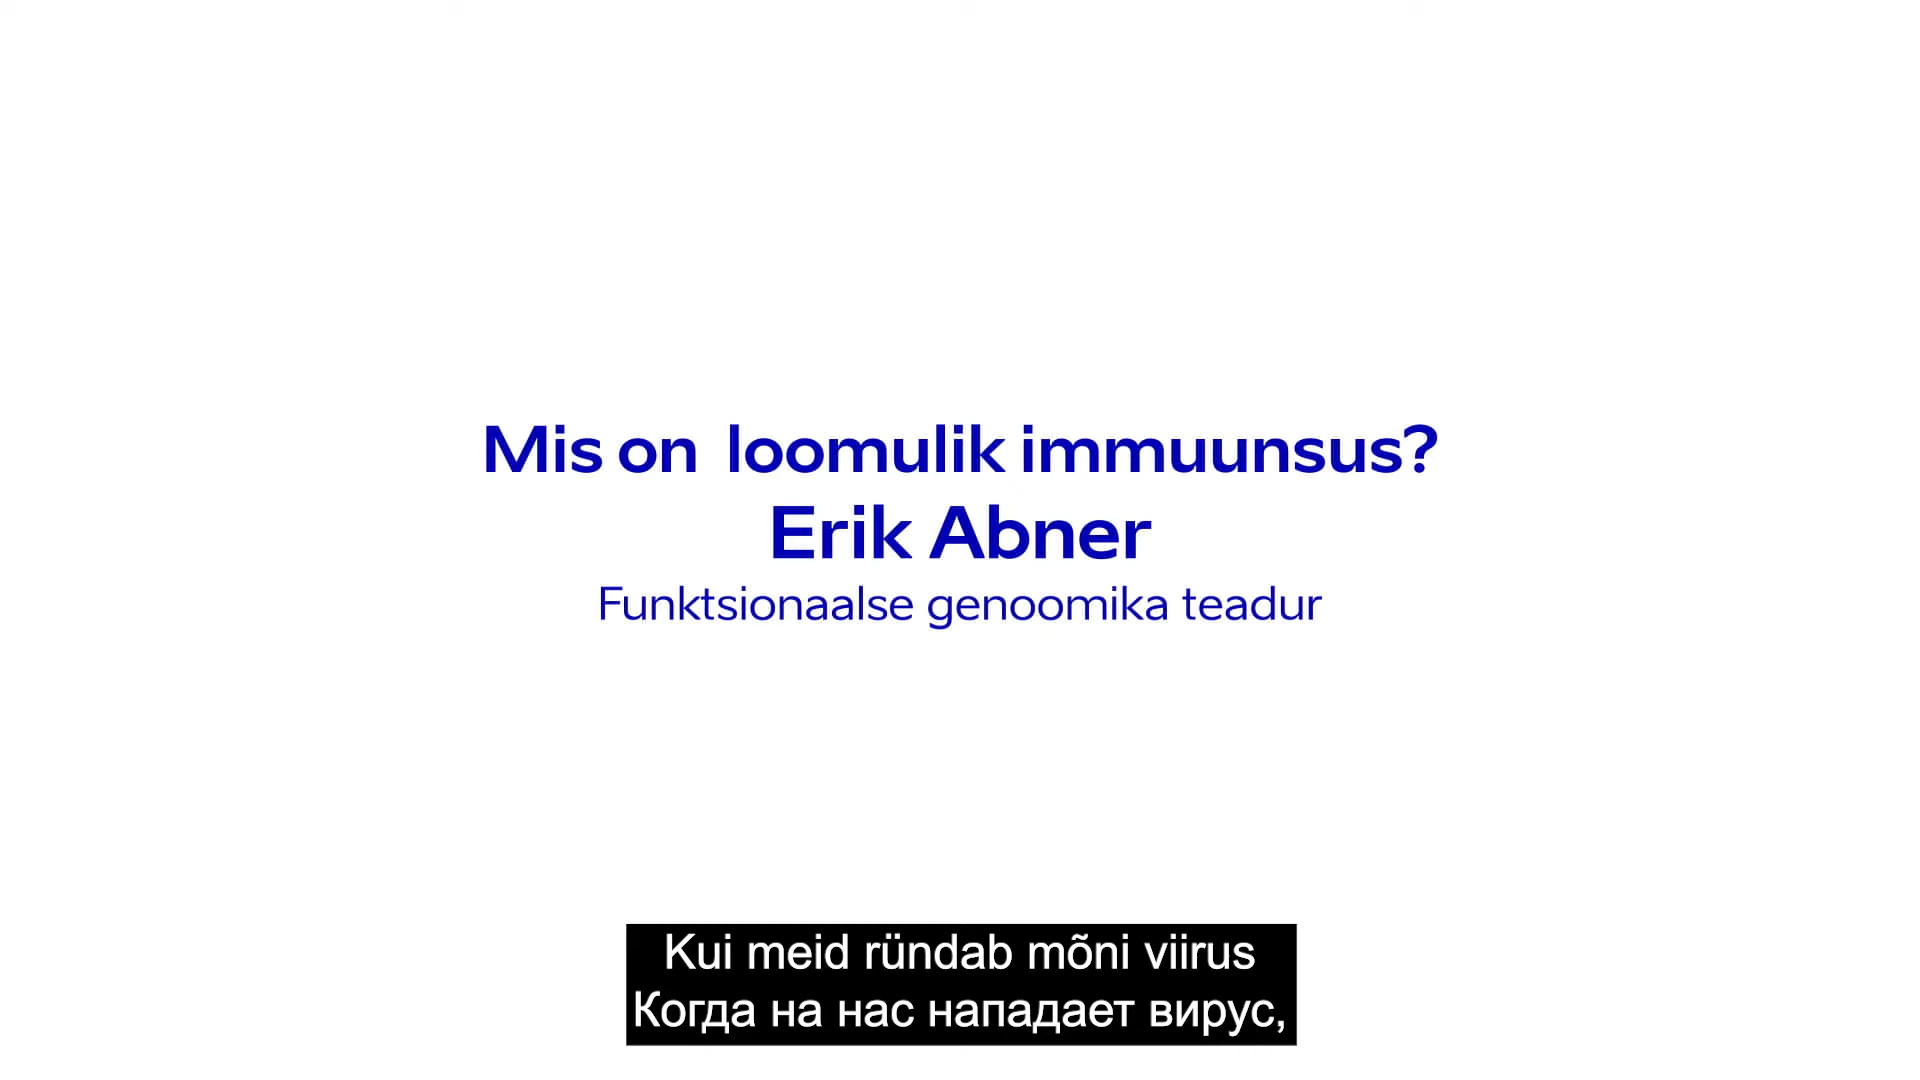 Mis on loomulik immuunsus?
Erik Abner
Funktsionaalse genoomika teadur
Kui meid ründab mõni viirus
Когда на нас нападает вирус,